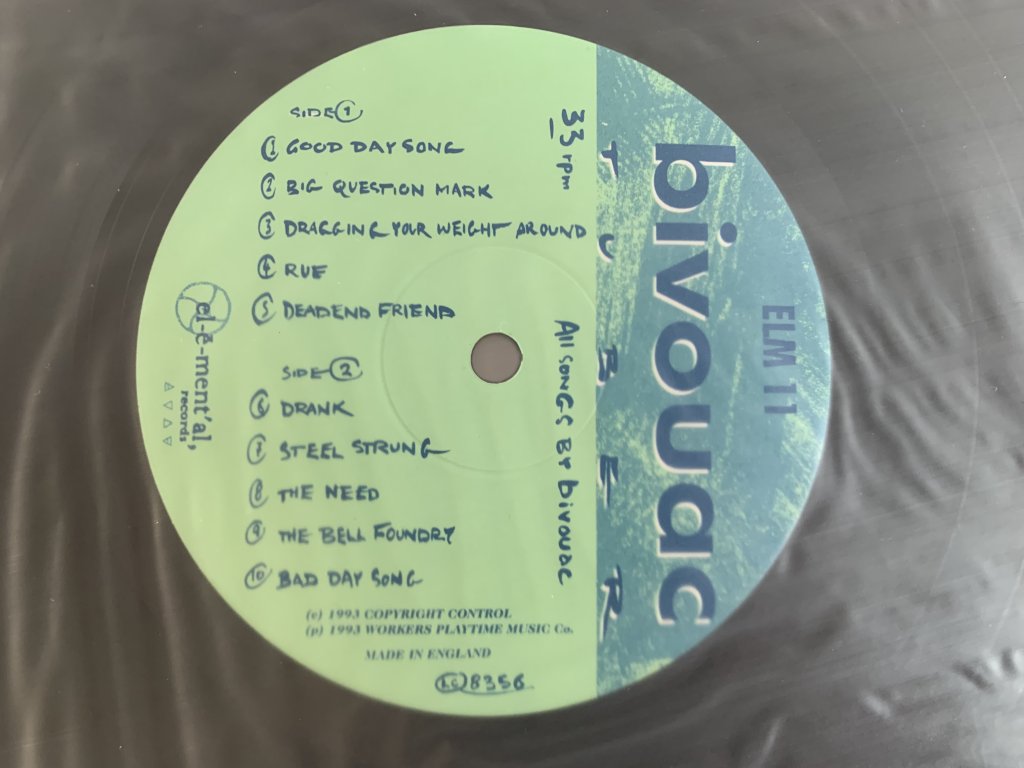 SIDE 1
1 GOOD DAY SONG
2 BIG QUESTION MARK
3 DRAGGING YOUR WEIGHT AROUND
4 RUE
5 DEADEND FRIEND
SIDE 2
6 DRANK
7 STEEL STRUNG
8 THE NEED
9 THE BELL FOUNDRY
10 BAD DAY SONG
(c) 1993 COPYRIGHT CONTROL
(p) 1993 WORKERS PLAYTIME MUSIC Co.
MADE IN ENGLAND
LC 8356
el-ē-ment'al,
records
33 rpm
All SONGS BY bivouac
TUBER
bivouac
ELM 11